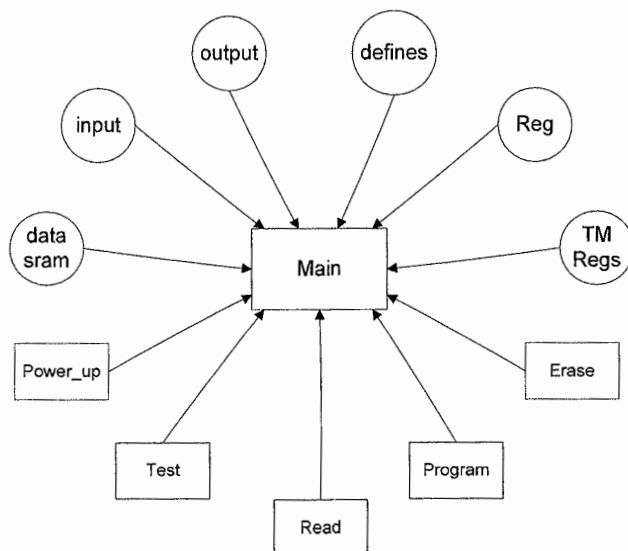 output
defines
input
Reg
data
sram
Main
TM
Regs
Power_up
Erase
Test
Program
Read